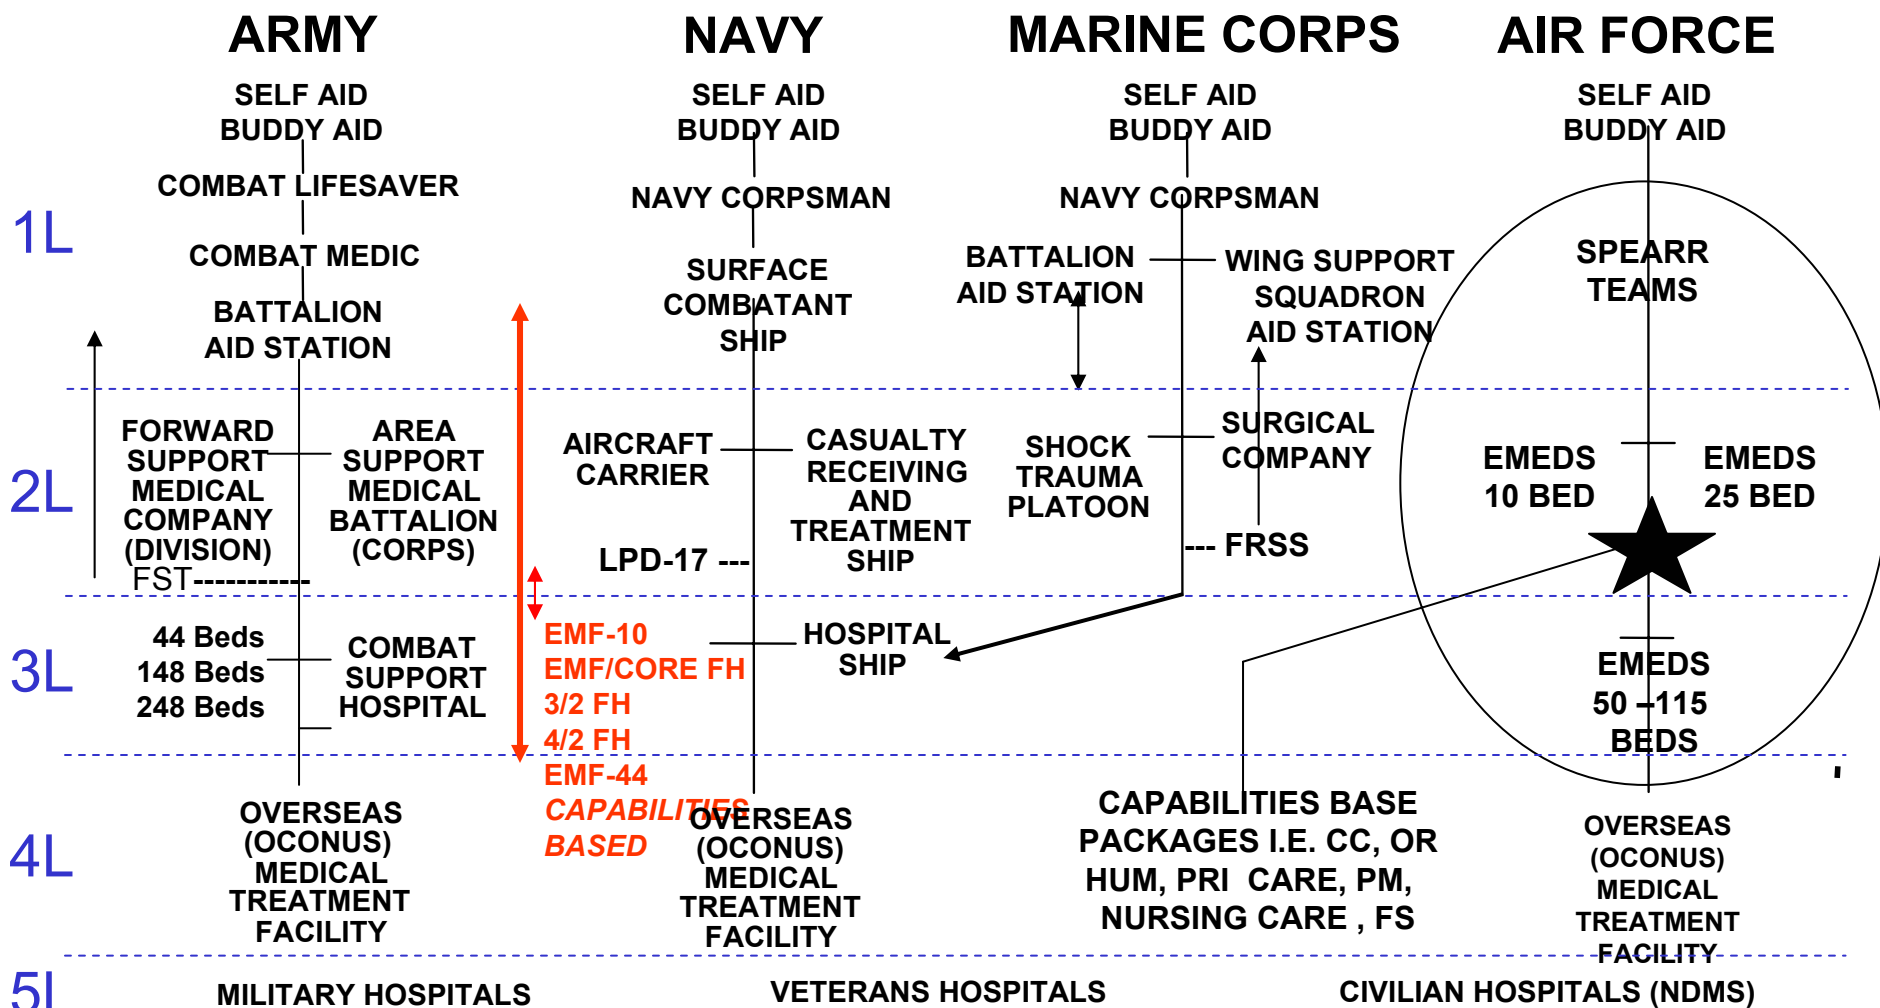 ARMY
NAVY
MARINE CORPS
AIR FORCE
SELF AID
BUDDY AID
SELF AID
BUDDY AID
SELF AID
BUDDY AID
SELF AID
BUDDY AID
1L
COMBAT LIFESAVER
COMBAT MEDIC
BATTALION
AID STATION
NAVY CORPSMAN
SURFACE
COMBATANT
SHIP
NAVY CORPSMAN
BATTALION
AID STATION
WING SUPPORT
SQUADRON
AID STATION
SPEARR
TEAMS
2L
FORWARD
SUPPORT
MEDICAL
COMPANY
(DIVISION)
FST-----------
AREA
SUPPORT
MEDICAL
BATTALION
(CORPS)
AIRCRAFT
CARRIER
LPD-17 ---
CASUALTY
RECEIVING
AND
TREATMENT
SHIP
SHOCK
TRAUMA
PLATOON
SURGICAL
COMPANY
--- FRSS
EMEDS
10 BED
EMEDS
25 BED
3L
44 Beds
148 Beds
248 Beds
COMBAT
SUPPORT
HOSPITAL
EMF-10
EMF/CORE FH
3/2 FH
4/2 FH
EMF-44
CAPABILITIES
BASED
HOSPITAL
SHIP
EMEDS
50 –115
BEDS
4L
OVERSEAS
(OCONUS)
MEDICAL
TREATMENT
FACILITY
OVERSEAS
(OCONUS)
MEDICAL
TREATMENT
FACILITY
CAPABILITIES BASE
PACKAGES I.E. CC, OR
HUM, PRI CARE, PM,
NURSING CARE , FS
'
OVERSEAS
(OCONUS)
MEDICAL
TREATMENT
FACILITY
5L
MILITARY HOSPITALS
VETERANS HOSPITALS
CIVILIAN HOSPITALS (NDMS)